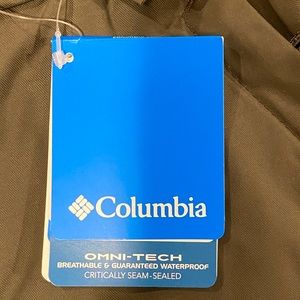 Columbia
OMNI-TECH
BREATHABLE & GUARANTEED WATERPROOF
CRITICALLY SEAM-SEALED